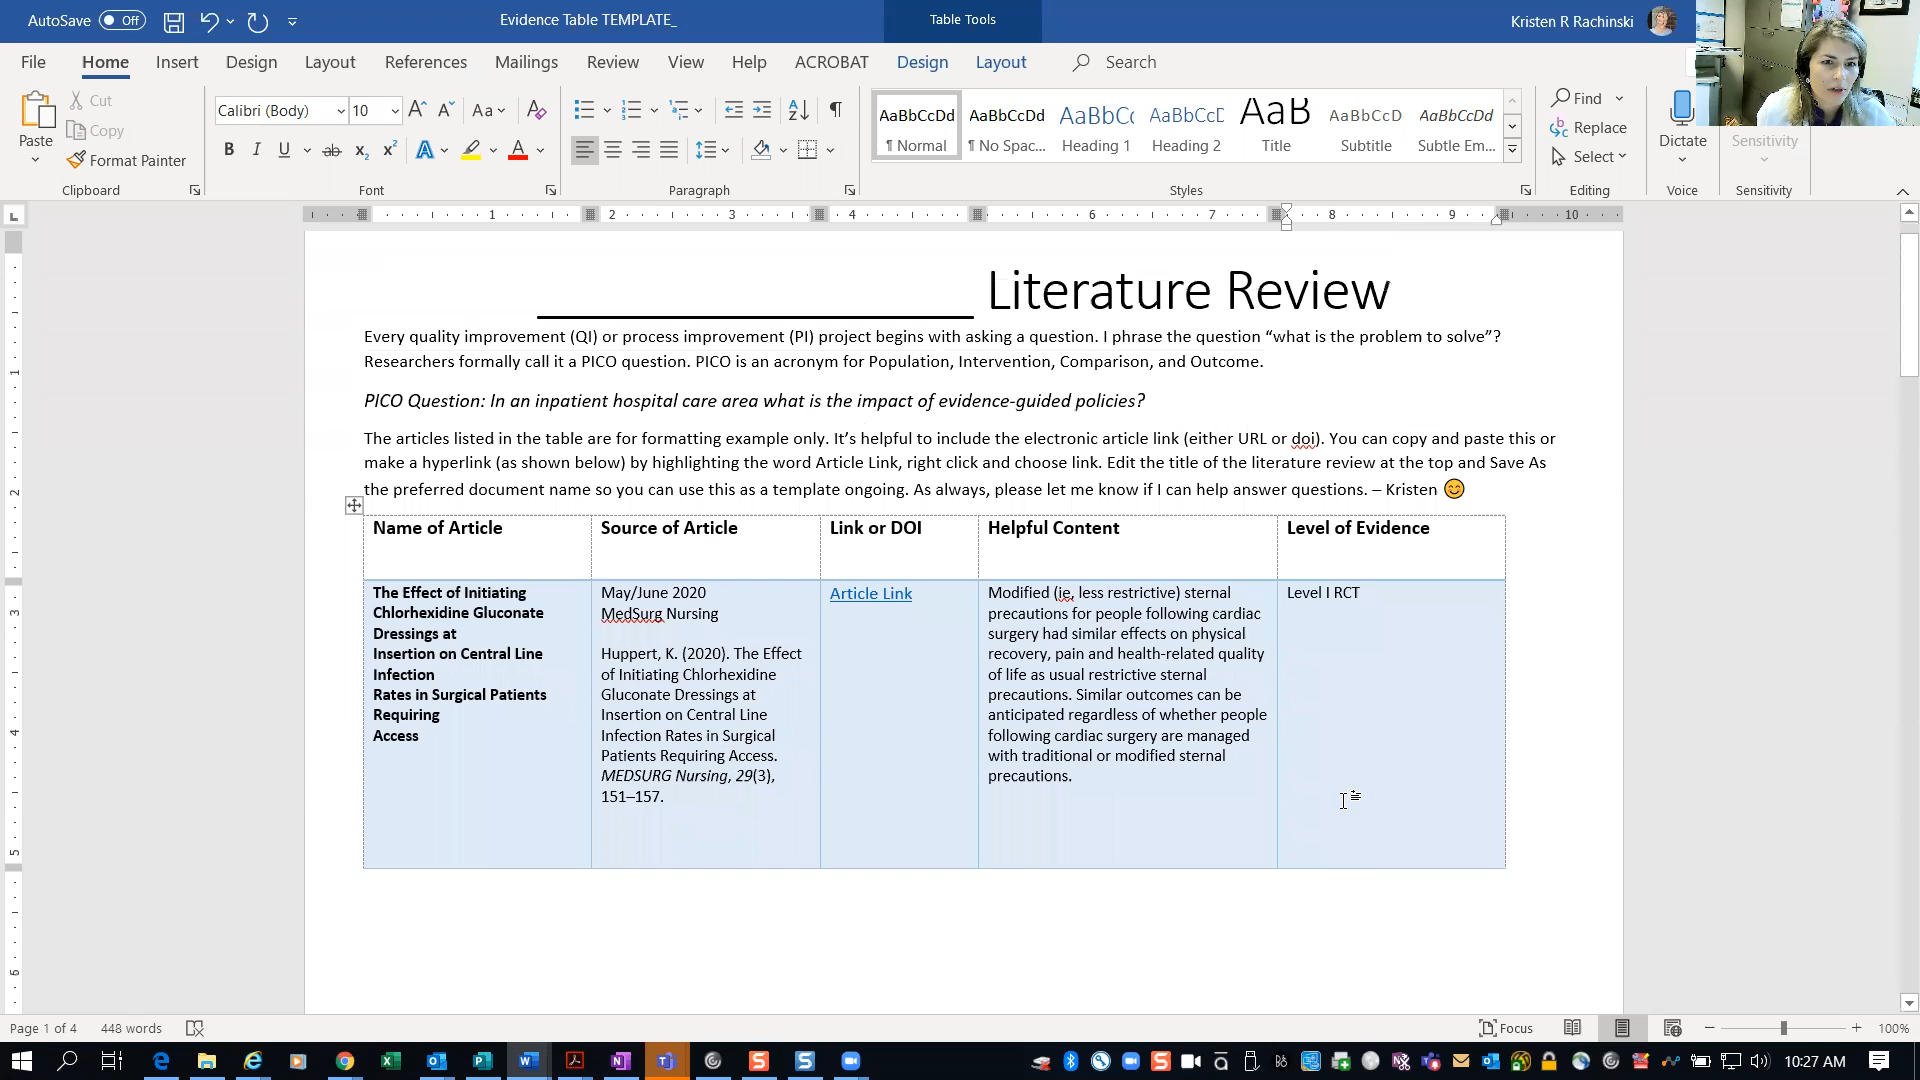 AutoSave Off
Evidence Table TEMPLATE_
Table Tools
Kristen R Rachinski
File Home Insert Design Layout References Mailings Review View Help ACROBAT Design Layout Search
Paste
Cut
Copy
Format Painter
Clipboard
Calibri (Body) 10
Font
Paragraph
AaBbCcDd AaBbCcDd AaBbCc AaBbCcD AaB AaBbCcD AaBbCcDd
¶ Normal ¶ No Spac... Heading 1 Heading 2 Title Subtitle Subtle Em...
Styles
Find
Replace
Select
Editing
Dictate
Voice
Sensitivity
Sensitivity
1 2 3 4 6 7 8 9 10
Literature Review
Every quality improvement (QI) or process improvement (PI) project begins with asking a question. I phrase the question “what is the problem to solve”?
Researchers formally call it a PICO question. PICO is an acronym for Population, Intervention, Comparison, and Outcome.
PICO Question: In an inpatient hospital care area what is the impact of evidence-guided policies?
The articles listed in the table are for formatting example only. It’s helpful to include the electronic article link (either URL or doi). You can copy and paste this or
make a hyperlink (as shown below) by highlighting the word Article Link, right click and choose link. Edit the title of the literature review at the top and Save As
the preferred document name so you can use this as a template ongoing. As always, please let me know if I can help answer questions. – Kristen 😊
Name of Article
Source of Article
Link or DOI
Helpful Content
Level of Evidence
The Effect of Initiating
Chlorhexidine Gluconate
Dressings at
Insertion on Central Line
Infection
Rates in Surgical Patients
Requiring
Access
May/June 2020
MedSurg Nursing
Huppert, K. (2020). The Effect
of Initiating Chlorhexidine
Gluconate Dressings at
Insertion on Central Line
Infection Rates in Surgical
Patients Requiring Access.
MEDSURG Nursing, 29(3),
151–157.
Article Link
Modified (ie, less restrictive) sternal
precautions for people following cardiac
surgery had similar effects on physical
recovery, pain and health-related quality
of life as usual restrictive sternal
precautions. Similar outcomes can be
anticipated regardless of whether people
following cardiac surgery are managed
with traditional or modified sternal
precautions.
Level I RCT
Page 1 of 4 448 words
Focus
100%
10:27 AM